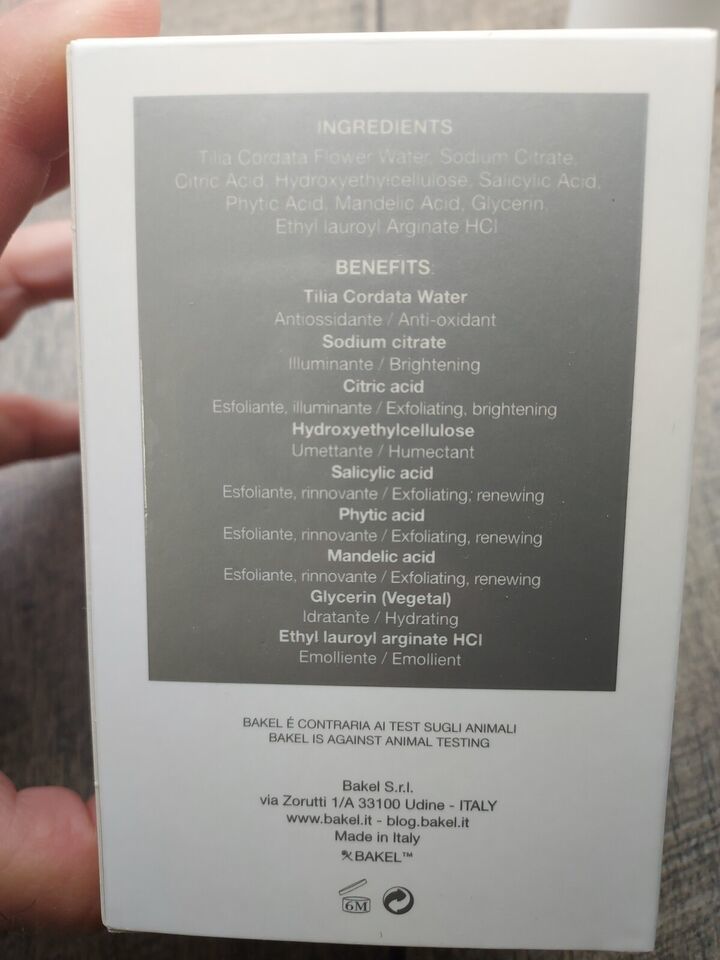 INGREDIENTS
Tilia Cordata Flower Water, Sodium Citrate,
Citric Acid, Hydroxyethylcellulose, Salicylic Acid,
Phytic Acid, Mandelic Acid, Glycerin,
Ethyl lauroyl Arginate HCl
BENEFITS
Tilia Cordata Water
Antiossidante / Anti-oxidant
Sodium citrate
Illuminante / Brightening
Citric acid
Esfoliante, illuminante / Exfoliating, brightening
Hydroxyethylcellulose
Umettante / Humectant
Salicylic acid
Esfoliante, rinnovante / Exfoliating, renewing
Phytic acid
Esfoliante, rinnovante / Exfoliating, renewing
Mandelic acid
Esfoliante, rinnovante / Exfoliating, renewing
Glycerin (Vegetal)
Idratante / Hydrating
Ethyl lauroyl arginate HCl
Emolliente / Emollient
BAKEL É CONTRARIA AI TEST SUGLI ANIMALI
BAKEL IS AGAINST ANIMAL TESTING
Bakel S.r.l.
via Zorutti 1/A 33100 Udine - ITALY
www.bakel.it - blog.bakel.it
Made in Italy
BAKEL™
6M